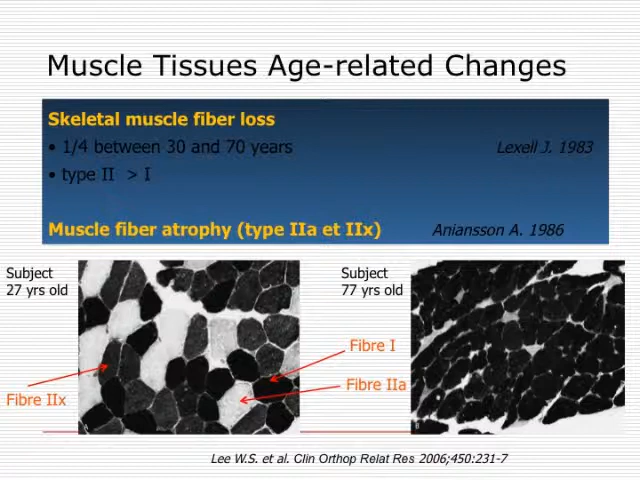 Muscle Tissues Age-related Changes
Skeletal muscle fiber loss
• 1/4 between 30 and 70 years Lexell J. 1983
• type II > I
Muscle fiber atrophy (type IIa et IIx) Aniansson A. 1986
Subject
27 yrs old
Subject
77 yrs old
Fibre I
Fibre IIa
Fibre IIx
A
B
Lee W.S. et al. Clin Orthop Relat Res 2006;450:231-7